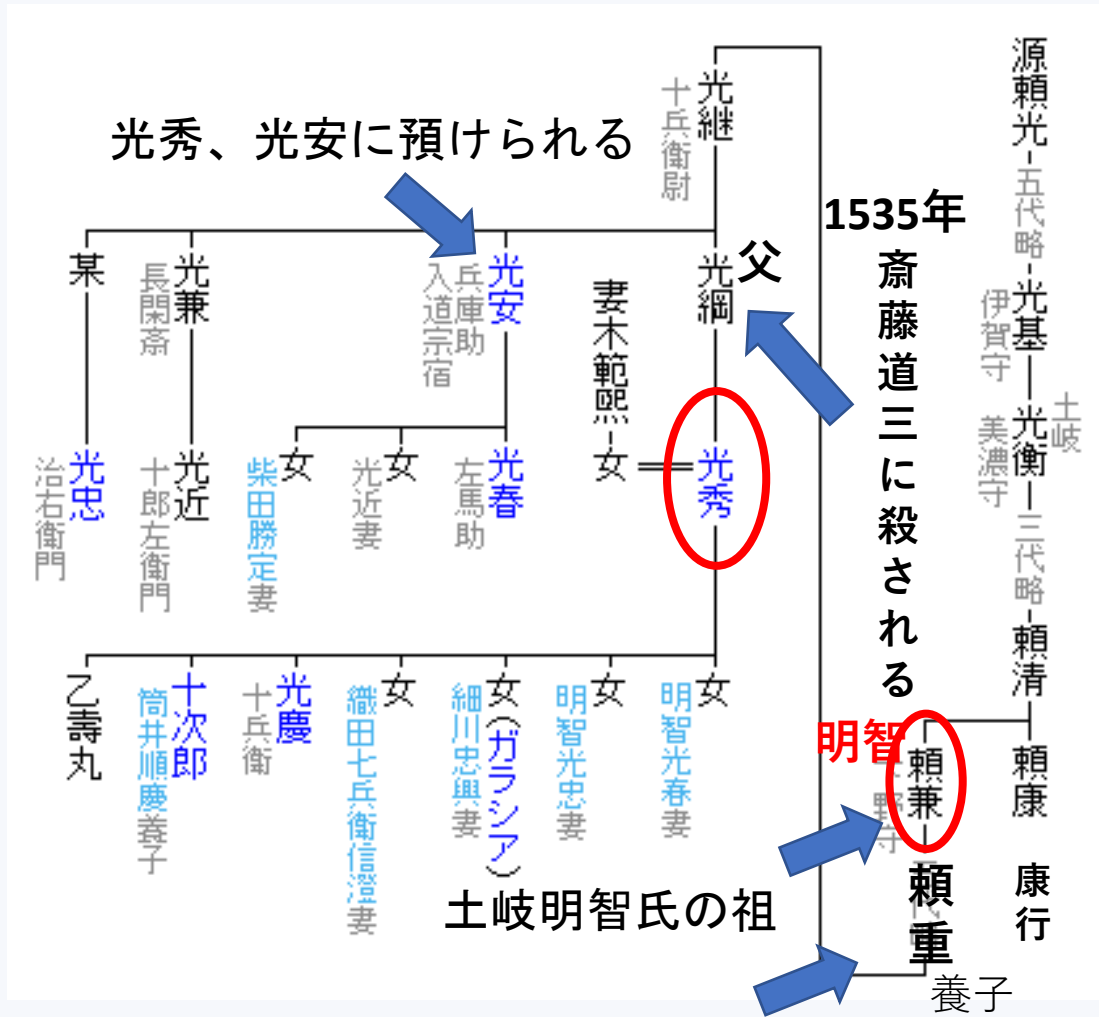 源頼光
五代略
光基
伊賀守
光衡
土岐
美濃守
三代略
頼清
頼康
康行
明智
頼兼
野守
頼重
養子
土岐明智氏の祖
光継
十兵衛尉
1535年
斎藤道三に殺される
父
光綱
光安
兵庫助
入道宗宿
光秀、光安に預けられる
光兼
長閑斎
某
妻木範熙
女
光秀
光春
左馬助
女
光近妻
女
柴田勝定妻
光近
十郎左衛門
光忠
治右衛門
女
明智光春妻
女
明智光忠妻
女(ガラシア)
細川忠興妻
女
織田七兵衛信澄妻
光慶
十兵衛
十次郎
筒井順慶養子
乙壽丸